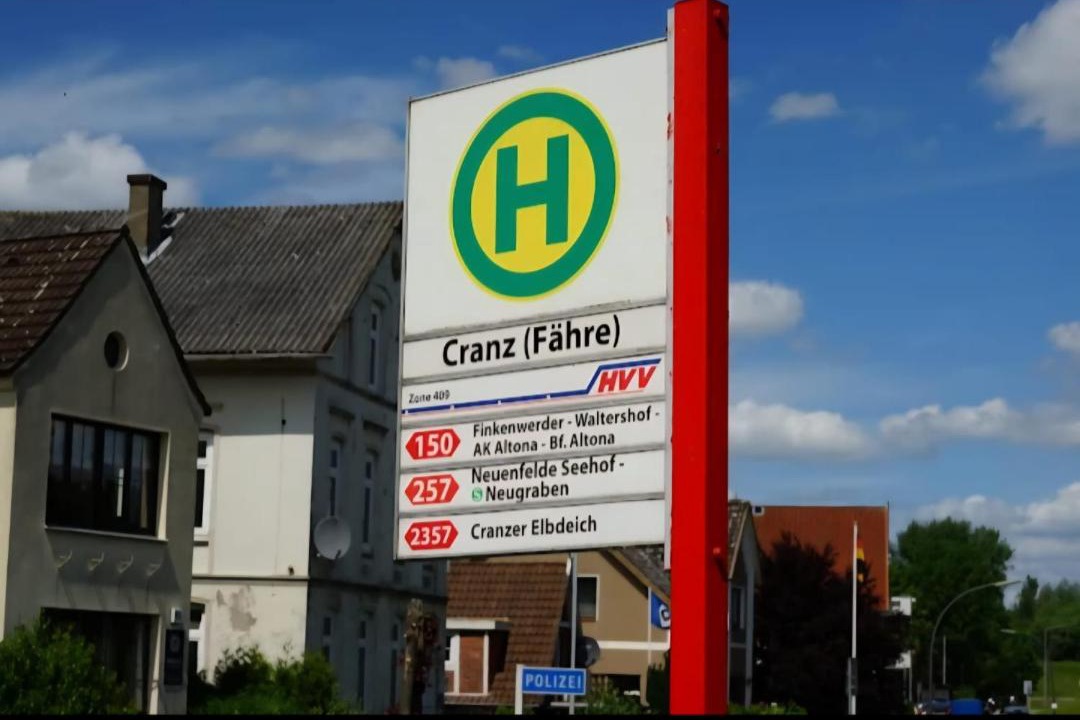 H
Cranz (Fähre)
Zone 409
HVV
150 Finkenwerder - Waltershof -
AK Altona - Bf. Altona
257 Neuenfelde Seehof -
S Neugraben
2357 Cranzer Elbdeich
POLIZEI